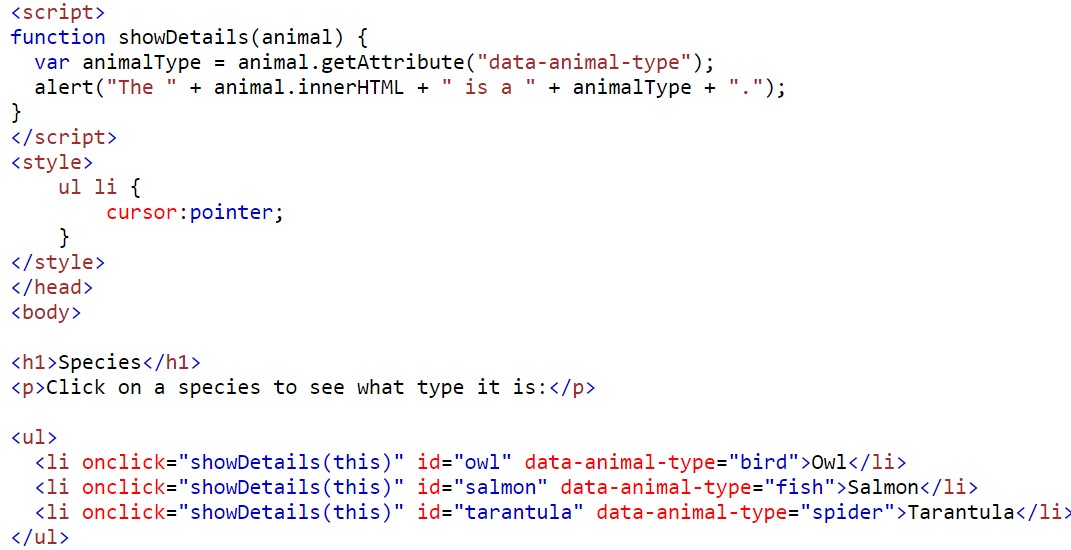 <script>
function showDetails(animal) {
  var animalType = animal.getAttribute("data-animal-type");
  alert("The " + animal.innerHTML + " is a " + animalType + ".");
}
</script>
<style>
    ul li {
        cursor:pointer;
    }
</style>
</head>
<body>

<h1>Species</h1>
<p>Click on a species to see what type it is:</p>

<ul>
  <li onclick="showDetails(this)" id="owl" data-animal-type="bird">Owl</li>
  <li onclick="showDetails(this)" id="salmon" data-animal-type="fish">Salmon</li>
  <li onclick="showDetails(this)" id="tarantula" data-animal-type="spider">Tarantula</li>
</ul>